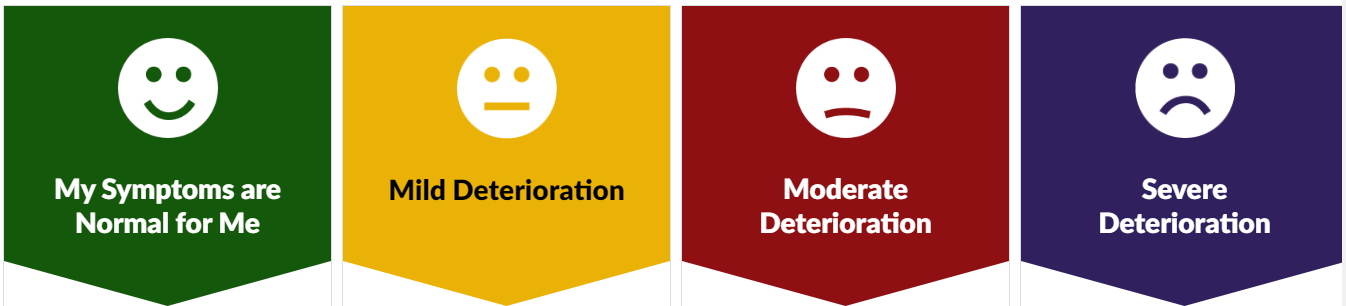 My Symptoms are
Normal for Me
Mild Deterioration
Moderate
Deterioration
Severe
Deterioration